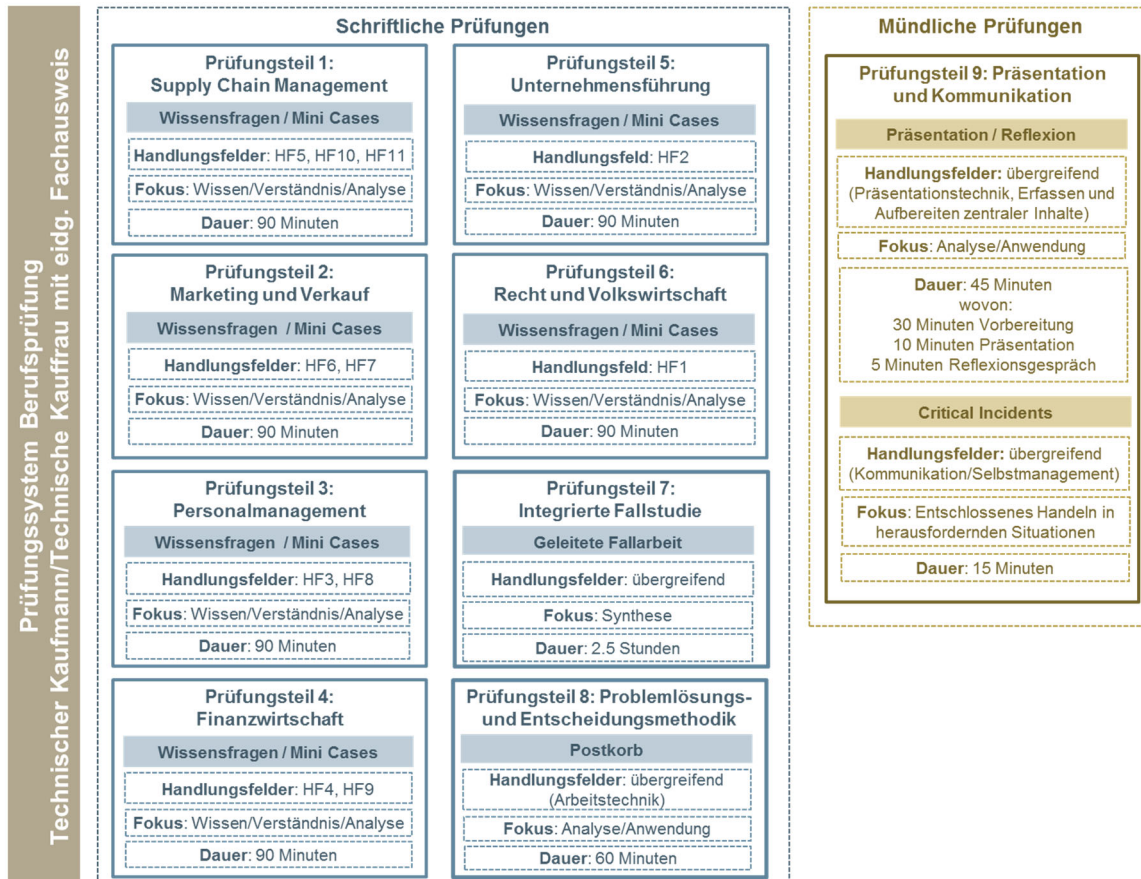 Prüfungssystem Berufsprüfung
Technischer Kaufmann/Technische Kauffrau mit eidg. Fachausweis
Schriftliche Prüfungen
Prüfungsteil 1:
Supply Chain Management
Wissensfragen / Mini Cases
Handlungsfelder: HF5, HF10, HF11
Fokus: Wissen/Verständnis/Analyse
Dauer: 90 Minuten
Prüfungsteil 2:
Marketing und Verkauf
Wissensfragen / Mini Cases
Handlungsfelder: HF6, HF7
Fokus: Wissen/Verständnis/Analyse
Dauer: 90 Minuten
Prüfungsteil 3:
Personalmanagement
Wissensfragen / Mini Cases
Handlungsfelder: HF3, HF8
Fokus: Wissen/Verständnis/Analyse
Dauer: 90 Minuten
Prüfungsteil 4:
Finanzwirtschaft
Wissensfragen / Mini Cases
Handlungsfelder: HF4, HF9
Fokus: Wissen/Verständnis/Analyse
Dauer: 90 Minuten
Prüfungsteil 5:
Unternehmensführung
Wissensfragen / Mini Cases
Handlungsfeld: HF2
Fokus: Wissen/Verständnis/Analyse
Dauer: 90 Minuten
Prüfungsteil 6:
Recht und Volkswirtschaft
Wissensfragen / Mini Cases
Handlungsfeld: HF1
Fokus: Wissen/Verständnis/Analyse
Dauer: 90 Minuten
Prüfungsteil 7:
Integrierte Fallstudie
Geleitete Fallarbeit
Handlungsfelder: übergreifend
Fokus: Synthese
Dauer: 2.5 Stunden
Prüfungsteil 8: Problemlösungs-
und Entscheidungsmethodik
Postkorb
Handlungsfelder: übergreifend
(Arbeitstechnik)
Fokus: Analyse/Anwendung
Dauer: 60 Minuten
Mündliche Prüfungen
Prüfungsteil 9: Präsentation
und Kommunikation
Präsentation / Reflexion
Handlungsfelder: übergreifend
(Präsentationstechnik, Erfassen und
Aufbereiten zentraler Inhalte)
Fokus: Analyse/Anwendung
Dauer: 45 Minuten
wovon:
30 Minuten Vorbereitung
10 Minuten Präsentation
5 Minuten Reflexionsgespräch
Critical Incidents
Handlungsfelder: übergreifend
(Kommunikation/Selbstmanagement)
Fokus: Entschlossenes Handeln in
herausfordernden Situationen
Dauer: 15 Minuten